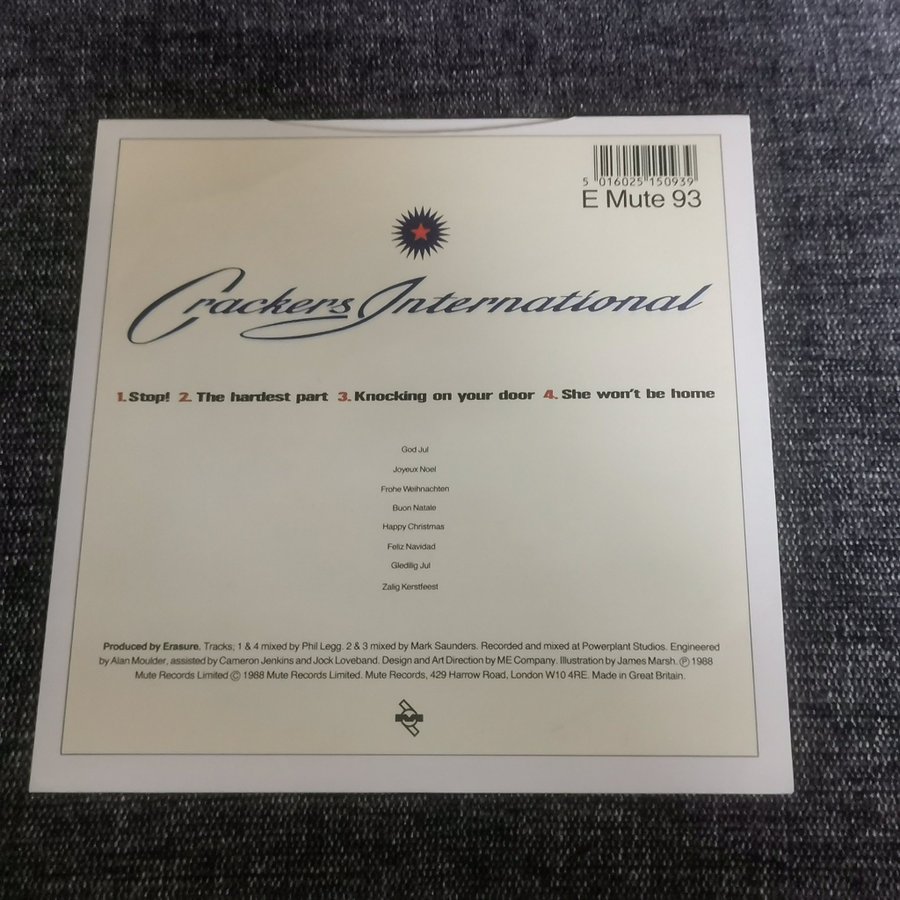 5 016025 150939
E Mute 93
Crackers International
1. Stop! 2. The hardest part 3. Knocking on your door 4. She won't be home
God Jul
Joyeux Noel
Frohe Weihnachten
Buon Natale
Happy Christmas
Feliz Navidad
Gledilig Jul
Zalig Kerstfeest
Produced by Erasure. Tracks; 1 & 4 mixed by Phil Legg. 2 & 3 mixed by Mark Saunders. Recorded and mixed at Powerplant Studios. Engineered
by Alan Moulder, assisted by Cameron Jenkins and Jock Loveband. Design and Art Direction by ME Company. Illustration by James Marsh. ℗ 1988
Mute Records Limited © 1988 Mute Records Limited. Mute Records, 429 Harrow Road, London W10 4RE. Made in Great Britain.